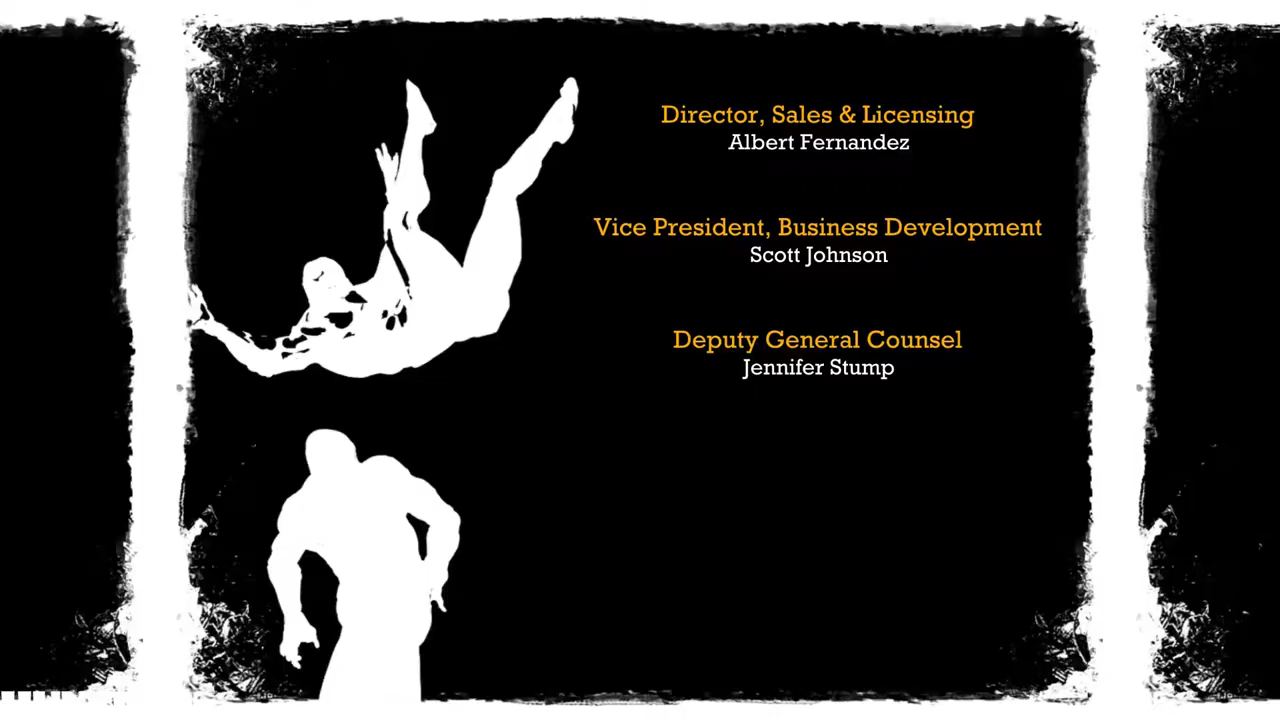 Director, Sales & Licensing
Albert Fernandez
Vice President, Business Development
Scott Johnson
Deputy General Counsel
Jennifer Stump